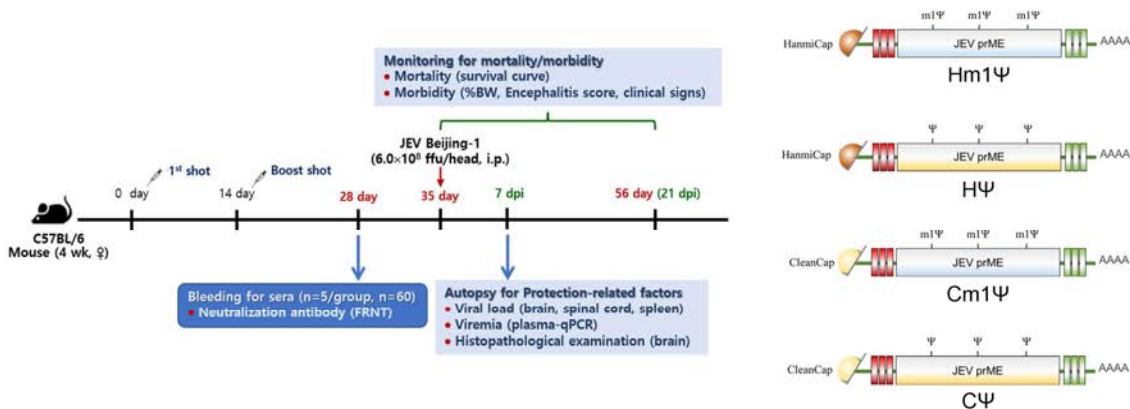 Monitoring for mortality/morbidity
• Mortality (survival curve)
• Morbidity (%BW, Encephalitis score, clinical signs)
JEV Beijing-1
(6.0×10⁸ ffu/head, i.p.)
0 day
1st shot
14 day
Boost shot
28 day
35 day
7 dpi
56 day (21 dpi)
C57BL/6
Mouse (4 wk, ♀)
Bleeding for sera (n=5/group, n=60)
• Neutralization antibody (FRNT)
Autopsy for Protection-related factors
• Viral load (brain, spinal cord, spleen)
• Viremia (plasma-qPCR)
• Histopathological examination (brain)
m1Ψ m1Ψ m1Ψ
HanmiCap JEV prME AAAA
Hm1Ψ
Ψ Ψ Ψ
HanmiCap JEV prME AAAA
HΨ
m1Ψ m1Ψ m1Ψ
CleanCap JEV prME AAAA
Cm1Ψ
Ψ Ψ Ψ
CleanCap JEV prME AAAA
CΨ